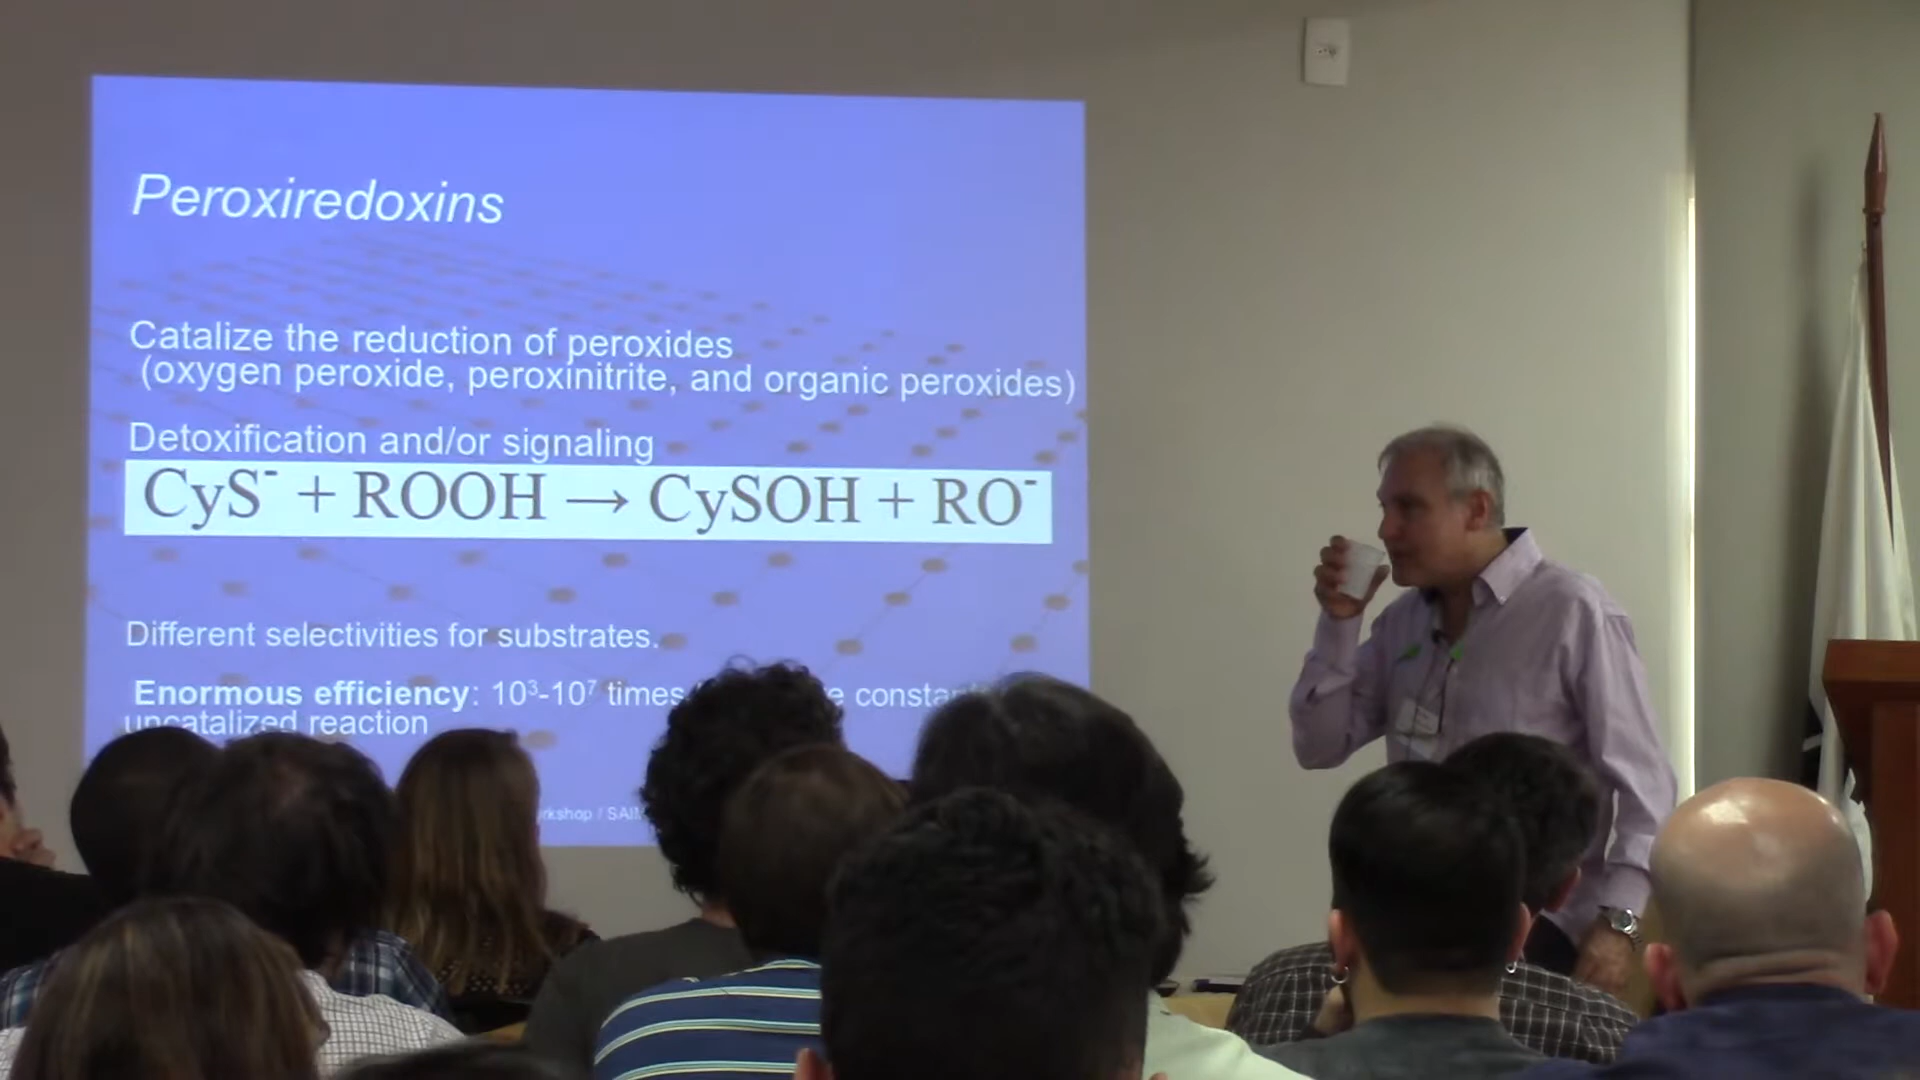 Peroxiredoxins
Catalize the reduction of peroxides
(oxygen peroxide, peroxinitrite, and organic peroxides)
Detoxification and/or signaling
CyS⁻ + ROOH → CySOH + RO⁻
Different selectivities for substrates.
Enormous efficiency: 10³-10⁷ times
uncatalized reaction